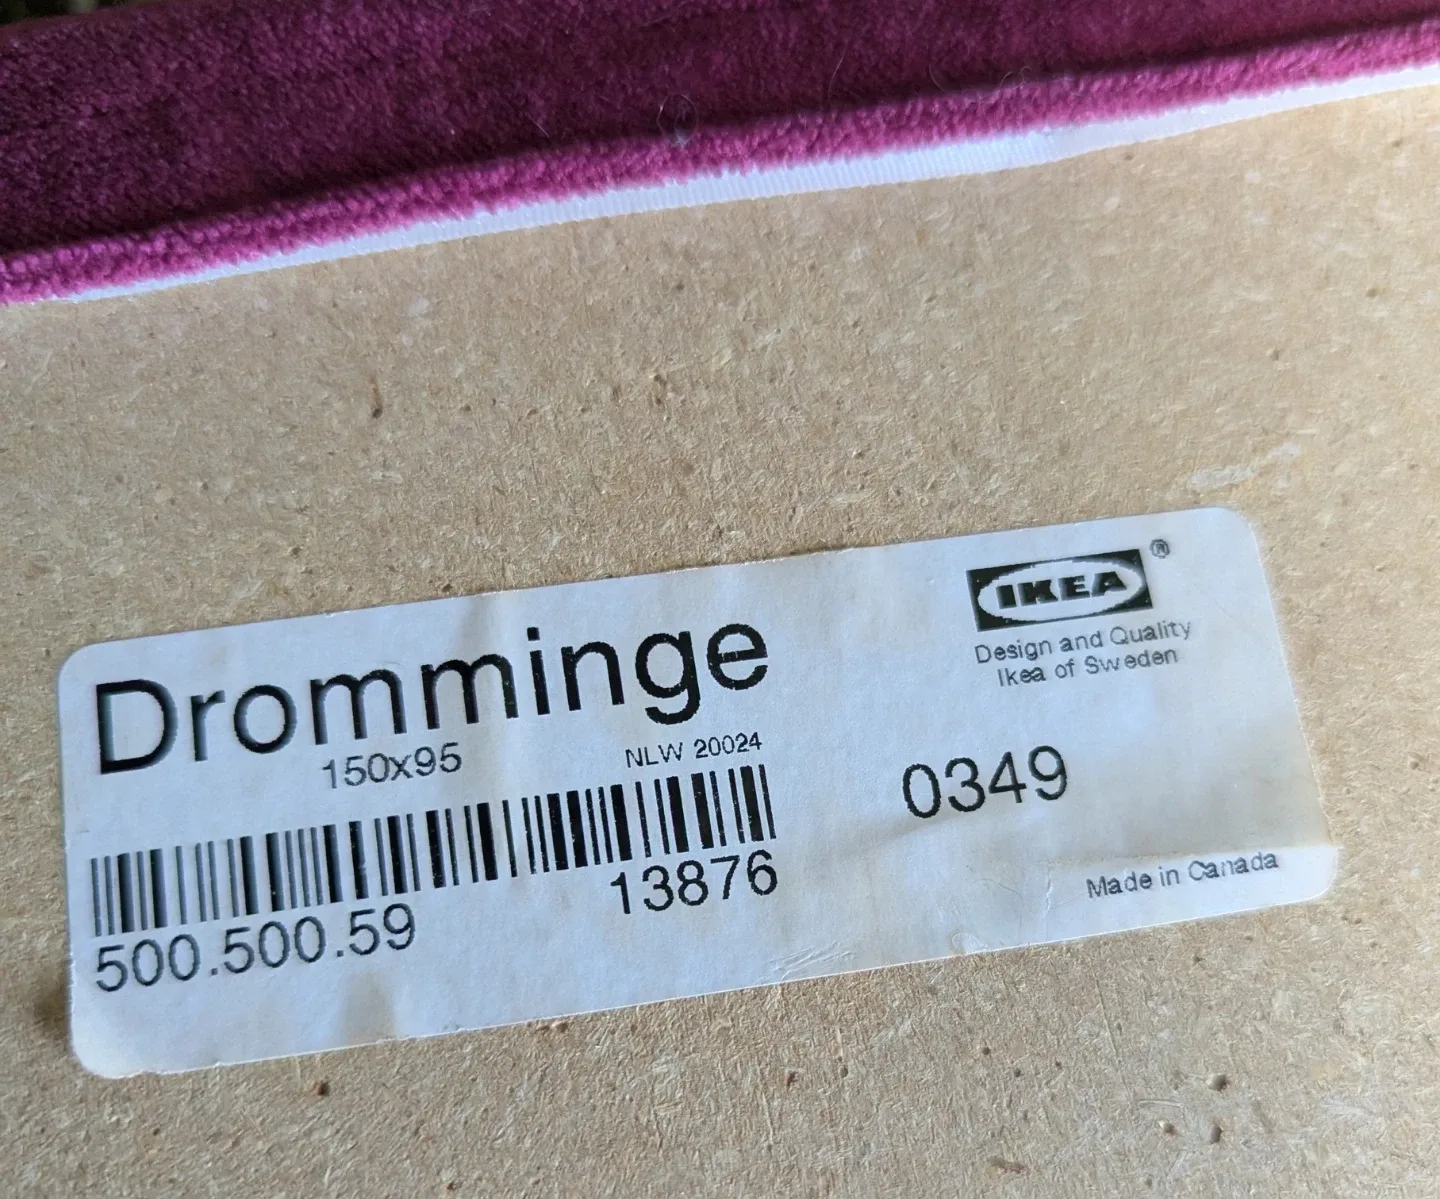 Dromminge
150x95 NLW 20024
500.500.59 13876
IKEA®
Design and Quality
Ikea of Sweden
0349
Made in Canada